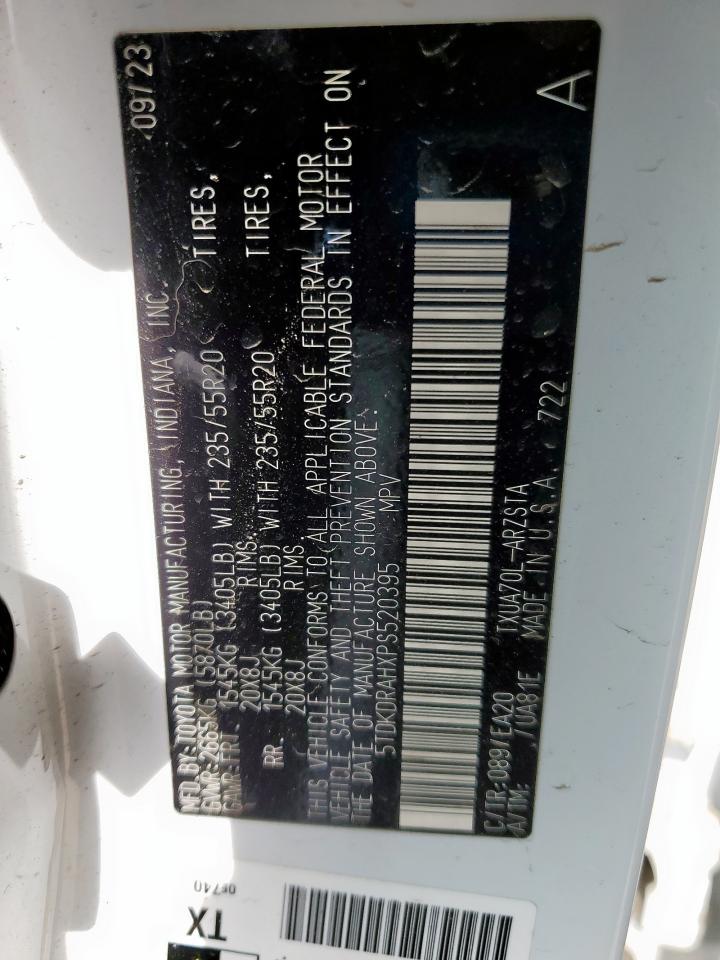 MFD BY: TOYOTA MOTOR MANUFACTURING, INDIANA, INC. 09/23
GVWR 2665KG (5870LB)
GAWR FRT 1545KG (3405LB) WITH 235/55R20 TIRES,
20X8J RIMS
RR 1545KG (3405LB) WITH 235/55R20 TIRES,
20X8J RIMS
THIS VEHICLE CONFORMS TO ALL APPLICABLE FEDERAL MOTOR
VEHICLE SAFETY AND THEFT PREVENTION STANDARDS IN EFFECT ON
THE DATE OF MANUFACTURE SHOWN ABOVE.
5TDKDRAHXPS520395 MPV
C/TR: 089/EA20 TXUA70L-ARZSTA A
A/TM: /UA81E MADE IN U.S.A. 722
TX
05740